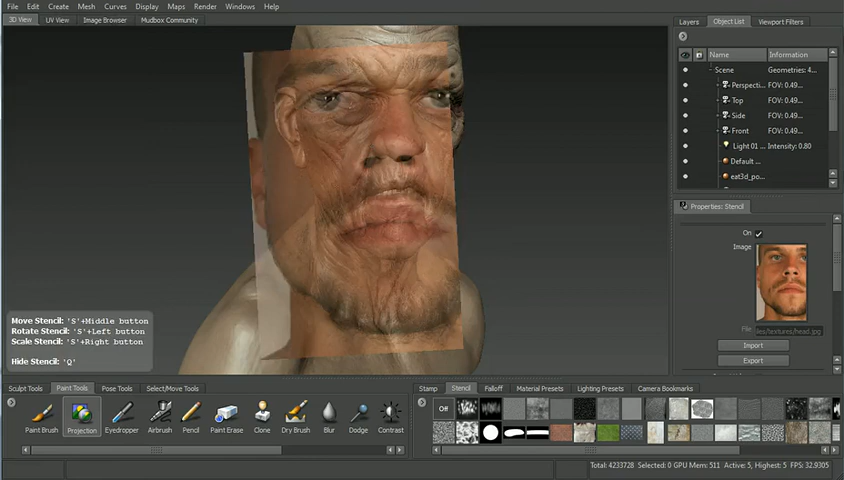 File Edit Create Mesh Curves Display Maps Render Windows Help
3D View UV View Image Browser Mudbox Community
Layers Object List Viewport Filters
Name Information
Scene Geometries: 4...
Perspecti... FOV: 0.49...
Top FOV: 0.49...
Side FOV: 0.49...
Front FOV: 0.49...
Light 01 ... Intensity: 0.80
Default ...
eat3d_po...
Properties: Stencil
On
Image
File iles/textures/head.jpg
Import
Export
Move Stencil: 'S'+Middle button
Rotate Stencil: 'S'+Left button
Scale Stencil: 'S'+Right button
Hide Stencil: 'Q'
Sculpt Tools Paint Tools Pose Tools Select/Move Tools
Paint Brush Projection Eyedropper Airbrush Pencil Paint Erase Clone Dry Brush Blur Dodge Contrast
Stamp Stencil Falloff Material Presets Lighting Presets Camera Bookmarks
Off
Total: 4233728 Selected: 0 GPU Mem: 511 Active: 5, Highest: 5 FPS: 32.9305